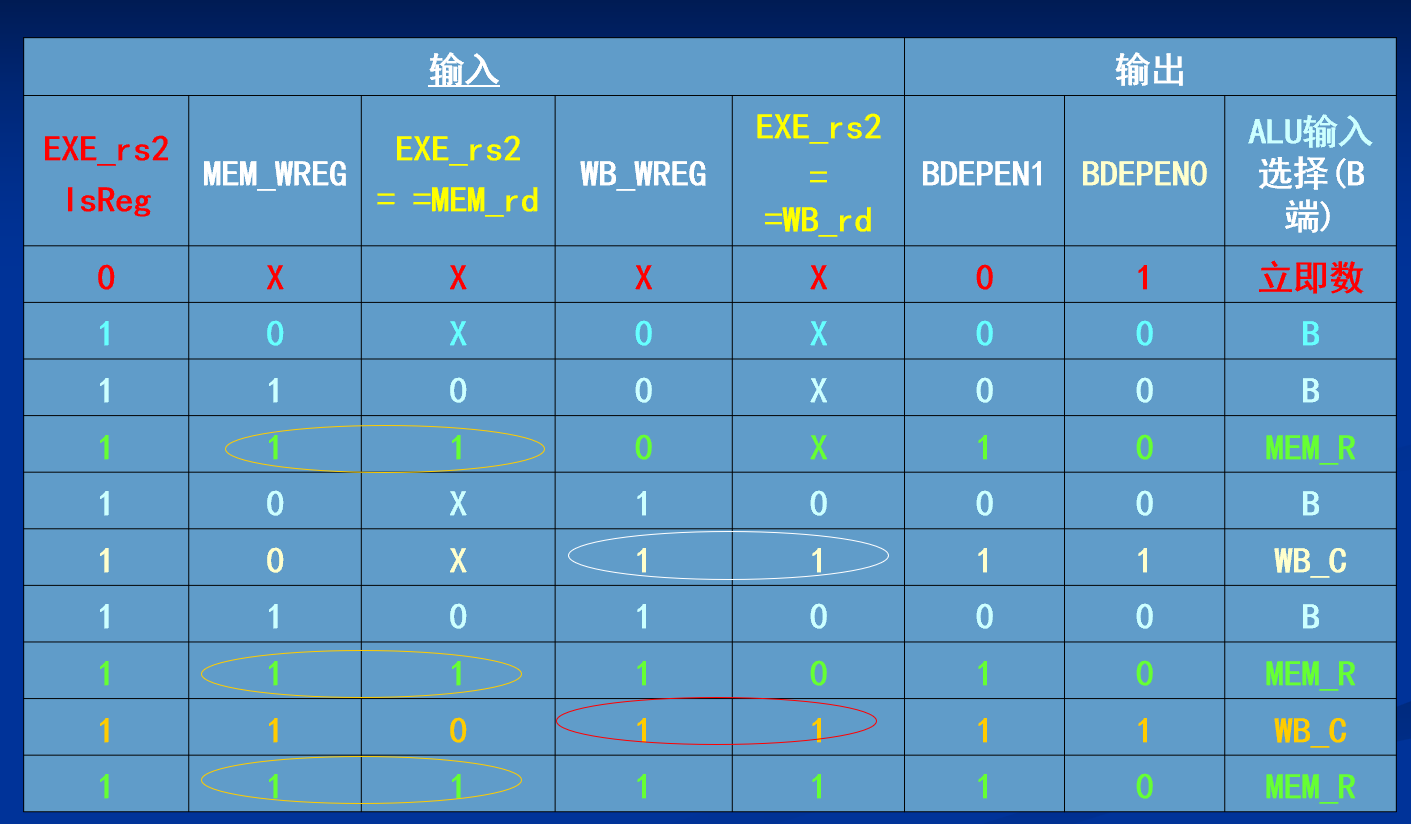 输入 输出
EXE_rs2 IsReg MEM_WREG EXE_rs2 = =MEM_rd WB_WREG EXE_rs2 = =WB_rd BDEPEN1 BDEPEN0 ALU输入选择(B端)
0 X X X X 0 1 立即数
1 0 X 0 X 0 0 B
1 1 0 0 X 0 0 B
1 1 1 0 X 1 0 MEM_R
1 0 X 1 0 0 0 B
1 0 X 1 1 1 1 WB_C
1 1 0 1 0 0 0 B
1 1 1 1 0 1 0 MEM_R
1 1 0 1 1 1 1 WB_C
1 1 1 1 1 1 0 MEM_R